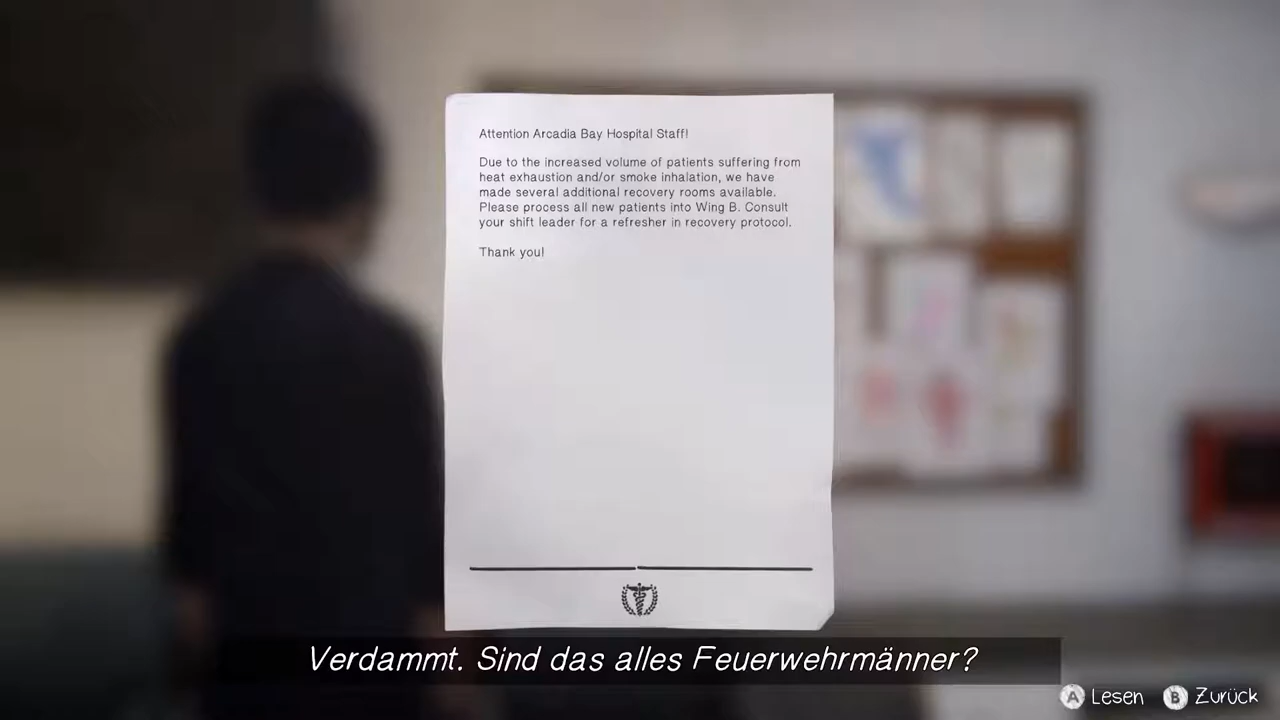 Attention Arcadia Bay Hospital Staff!
Due to the increased volume of patients suffering from
heat exhaustion and/or smoke inhalation, we have
made several additional recovery rooms available.
Please process all new patients into Wing B. Consult
your shift leader for a refresher in recovery protocol.
Thank you!
Verdammt. Sind das alles Feuerwehrmänner?
A Lesen B Zurück